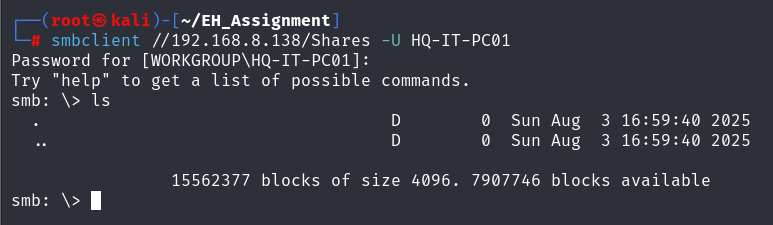 ┌──(root㉿kali)-[~/EH_Assignment]
└─# smbclient //192.168.8.138/Shares -U HQ-IT-PC01
Password for [WORKGROUP\HQ-IT-PC01]:
Try "help" to get a list of possible commands.
smb: \> ls
  .                                   D        0  Sun Aug  3 16:59:40 2025
  ..                                  D        0  Sun Aug  3 16:59:40 2025

                15562377 blocks of size 4096. 7907746 blocks available
smb: \>